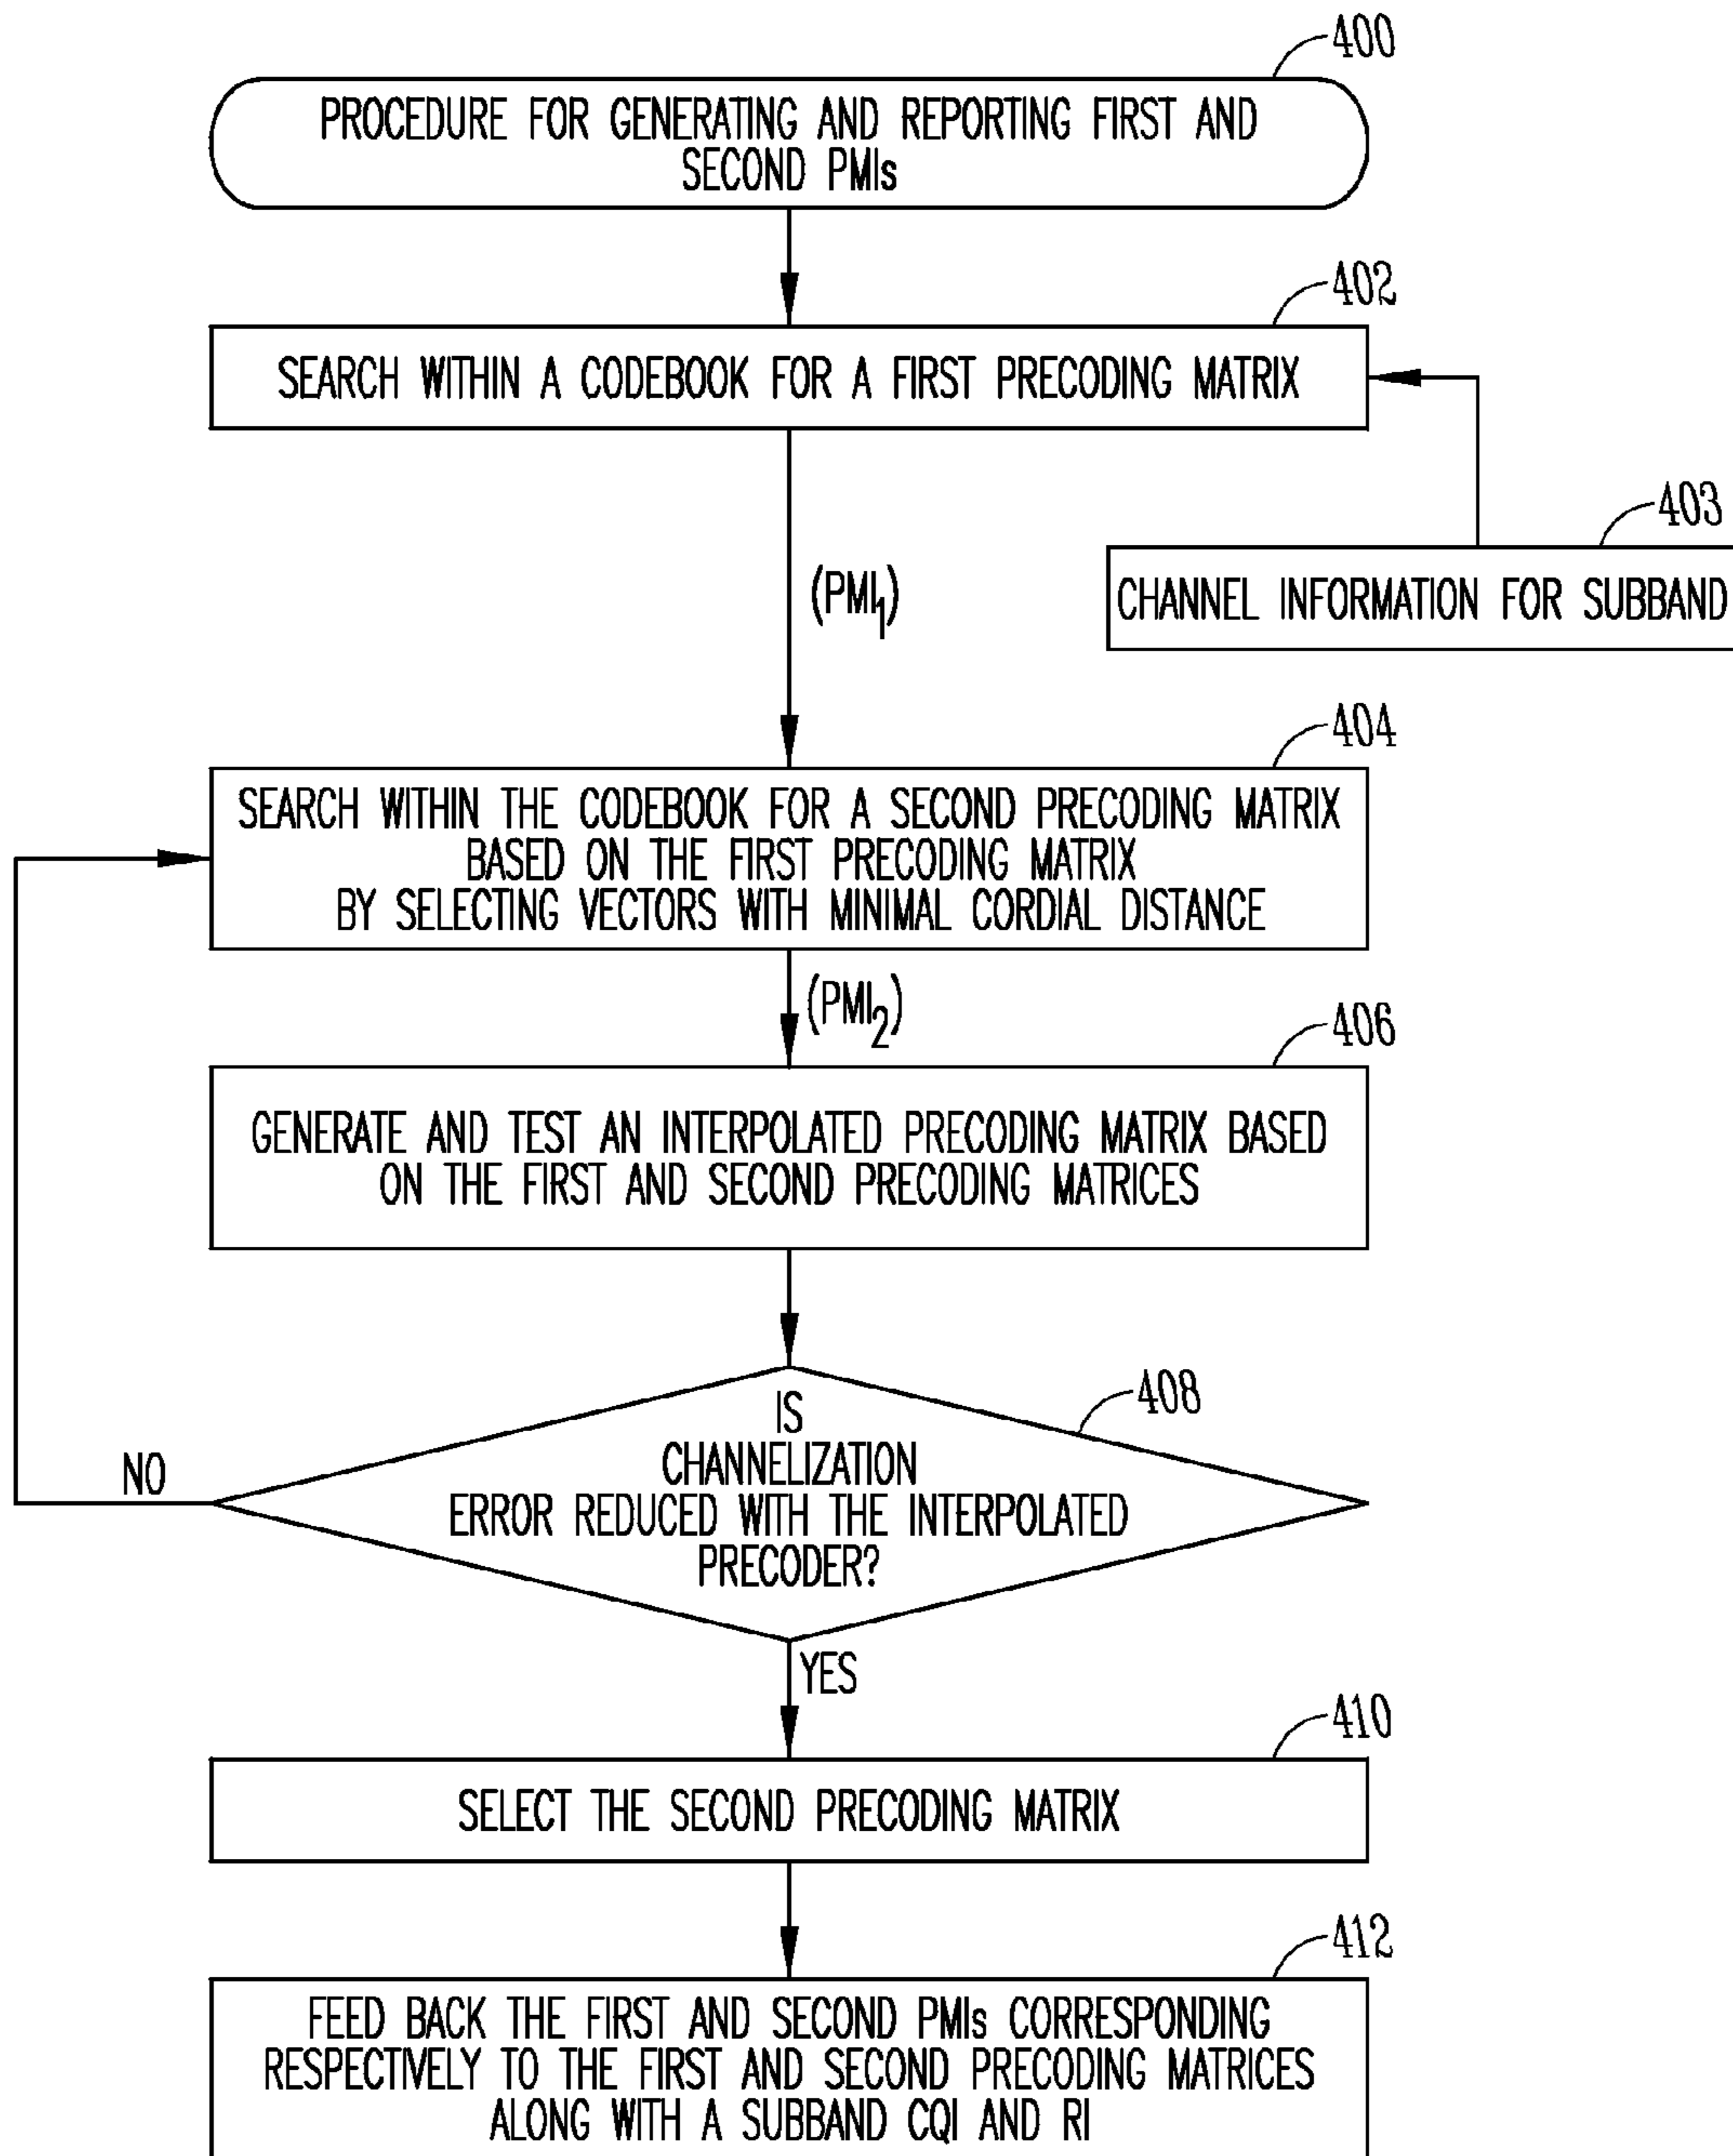 400
PROCEDURE FOR GENERATING AND REPORTING FIRST AND
SECOND PMIs
402
SEARCH WITHIN A CODEBOOK FOR A FIRST PRECODING MATRIX
403
CHANNEL INFORMATION FOR SUBBAND
(PMI1)
404
SEARCH WITHIN THE CODEBOOK FOR A SECOND PRECODING MATRIX
BASED ON THE FIRST PRECODING MATRIX
BY SELECTING VECTORS WITH MINIMAL CORDIAL DISTANCE
(PMI2)
406
GENERATE AND TEST AN INTERPOLATED PRECODING MATRIX BASED
ON THE FIRST AND SECOND PRECODING MATRICES
408
IS
CHANNELIZATION
ERROR REDUCED WITH THE INTERPOLATED
PRECODER?
NO
YES
410
SELECT THE SECOND PRECODING MATRIX
412
FEED BACK THE FIRST AND SECOND PMIs CORRESPONDING
RESPECTIVELY TO THE FIRST AND SECOND PRECODING MATRICES
ALONG WITH A SUBBAND CQI AND RI